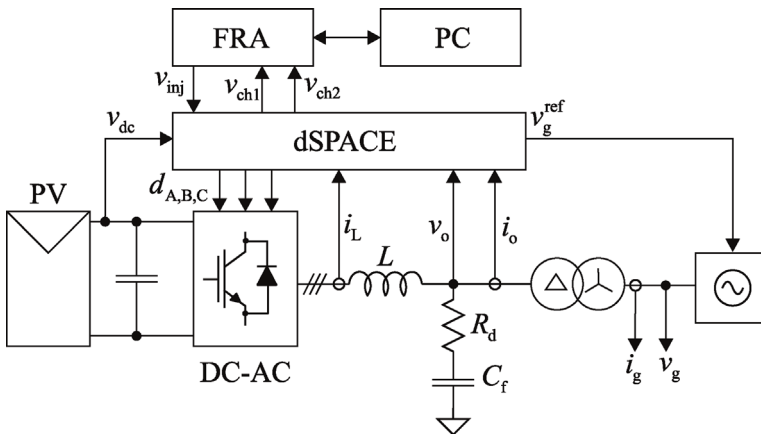 FRA
PC
v_inj
v_ch1
v_ch2
v_dc
dSPACE
v_g^ref
PV
d_A,B,C
i_L
v_o
i_o
L
R_d
DC-AC
C_f
i_g
v_g